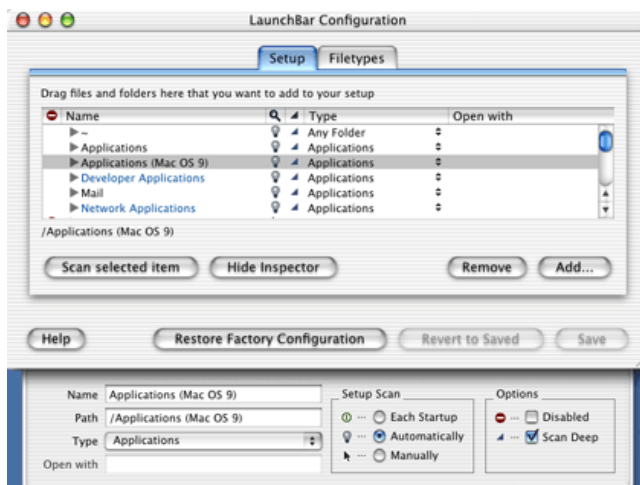 LaunchBar Configuration
Setup Filetypes
Drag files and folders here that you want to add to your setup
Name Type Open with
~ Any Folder
Applications Applications
Applications (Mac OS 9) Applications
Developer Applications Applications
Mail Applications
Network Applications Applications
/Applications (Mac OS 9)
Scan selected item Hide Inspector Remove Add...
Help Restore Factory Configuration Revert to Saved Save
Name Applications (Mac OS 9) Setup Scan Options
Path /Applications (Mac OS 9) Each Startup Disabled
Type Applications Automatically Scan Deep
Open with Manually